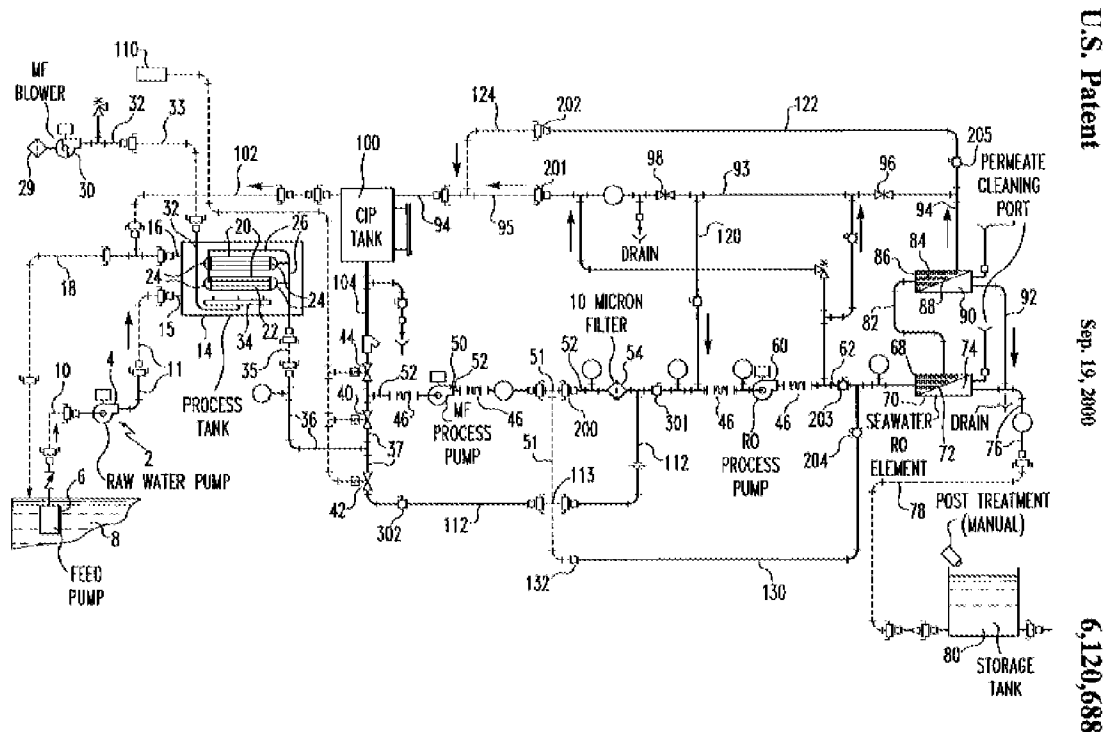 U.S. Patent
Sep. 19, 2000
6,120,688
110
MF
BLOWER
32
33
29
30
102
100
CIP
TANK
124
202
122
205
PERMEATE
CLEANING
PORT
201
98
93
96
94
95
94
DRAIN
120
16
32
20
26
24
24
18
15
14
34
22
35
36
PROCESS
TANK
104
44
40
52
50
52
46
46
MF
PROCESS
PUMP
37
42
302
112
113
51
51
52
200
10 MICRON
FILTER
54
301
112
46
60
46
RO
PROCESS
PUMP
62
203
204
68
70
SEAWATER
RO
ELEMENT
72
74
DRAIN
76
78
82
84
86
88
90
92
10
4
11
2
RAW WATER PUMP
6
8
FEED
PUMP
132
130
POST TREATMENT
(MANUAL)
80
STORAGE
TANK